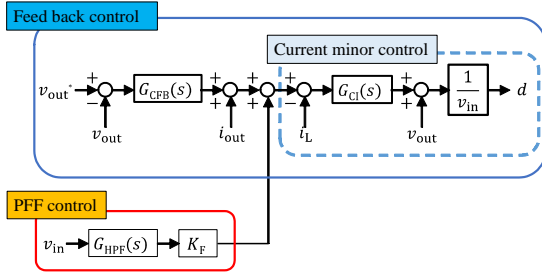 Feed back control
Current minor control
v_out* + − G_CFB(s) + + + + + − G_CI(s) + + 1/v_in d
v_out i_out i_L v_out
PFF control
v_in G_HPF(s) K_F